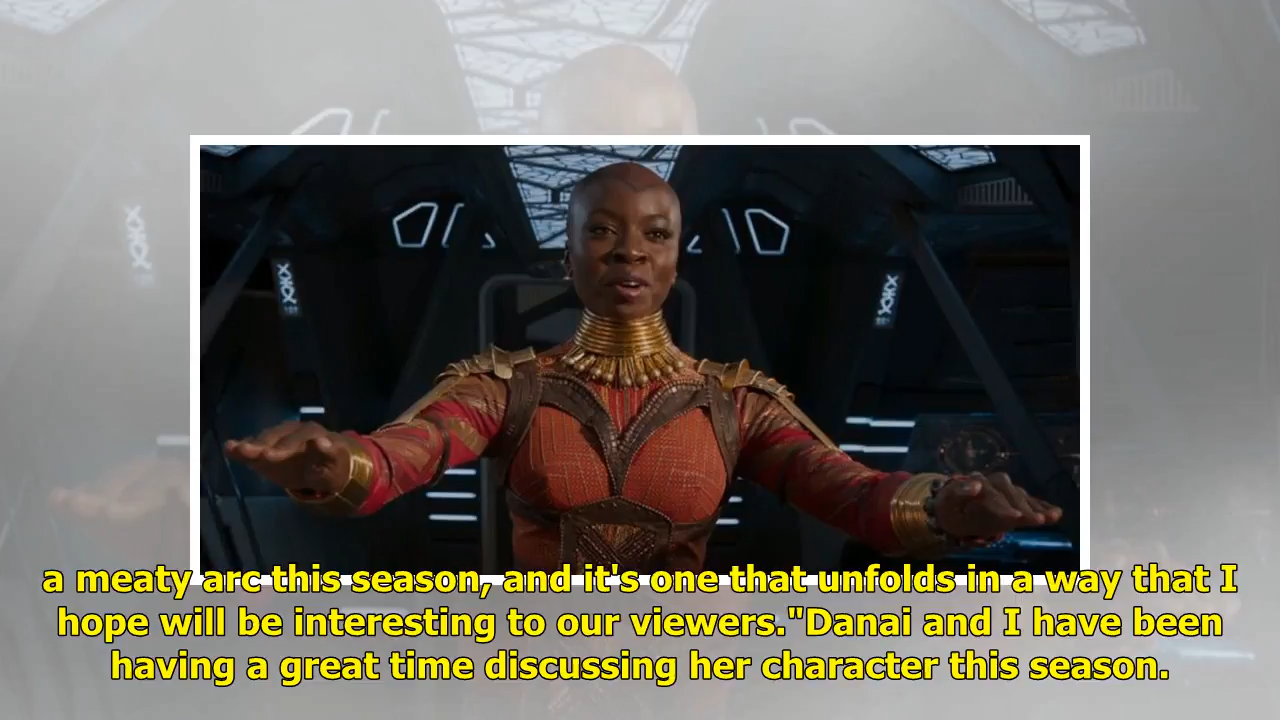 a meaty arc this season, and it's one that unfolds in a way that I
hope will be interesting to our viewers."Danai and I have been
having a great time discussing her character this season.